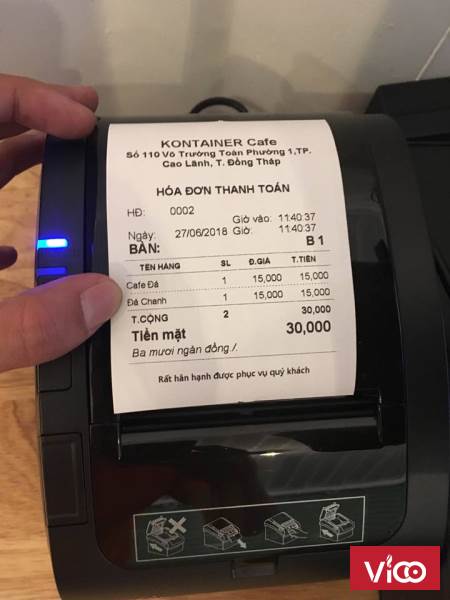 KONTAINER Cafe
Số 110 Võ Trường Toản Phường 1,TP.
Cao Lãnh, T. Đồng Tháp
HÓA ĐƠN THANH TOÁN
HĐ: 0002
Giờ vào: 11:40:37
Ngày: 27/06/2018 Giờ: 11:40:37
BÀN: B 1
TÊN HÀNG SL Đ.GIA T.TIỀN
Cafe Đá 1 15,000 15,000
Đá Chanh 1 15,000 15,000
T.CỘNG 2 30,000
Tiền mặt 30,000
Ba mươi ngàn đồng./.
Rất hân hạnh được phục vụ quý khách
VICO